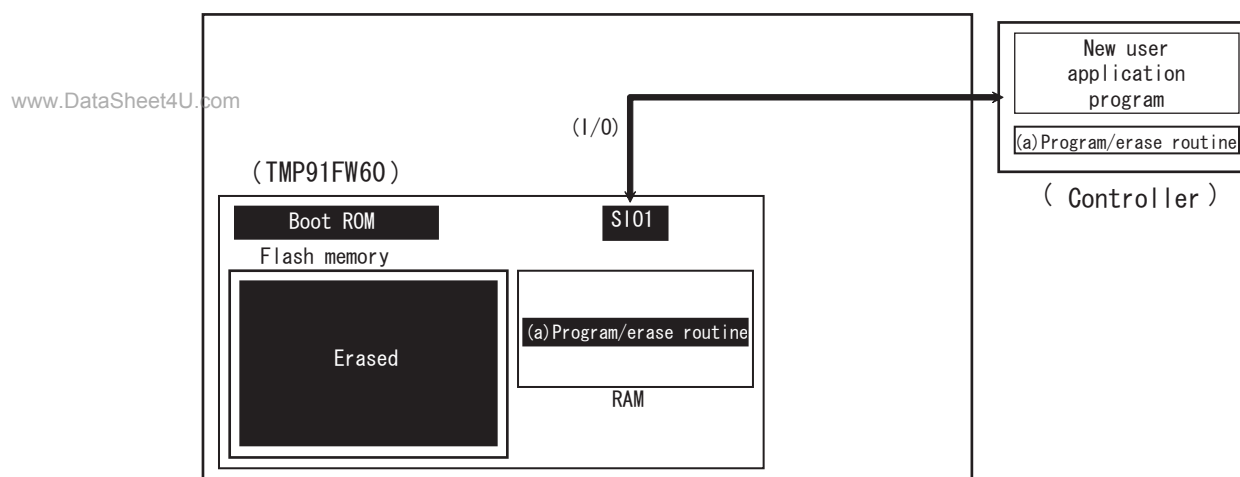 New user
application
program
www.DataSheet4U.com
(I/O)
(a)Program/erase routine
(TMP91FW60)
( Controller )
Boot ROM
SIO1
Flash memory
(a)Program/erase routine
Erased
RAM